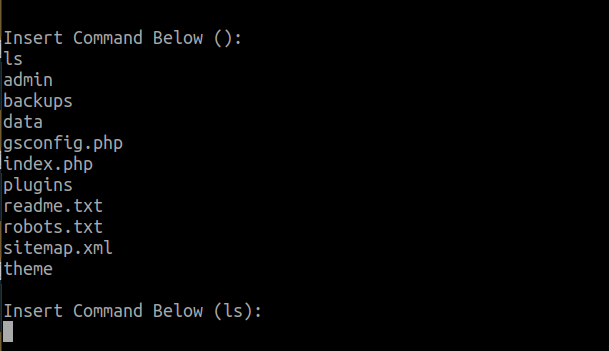 Insert Command Below ():
ls
admin
backups
data
gsconfig.php
index.php
plugins
readme.txt
robots.txt
sitemap.xml
theme
Insert Command Below (ls):